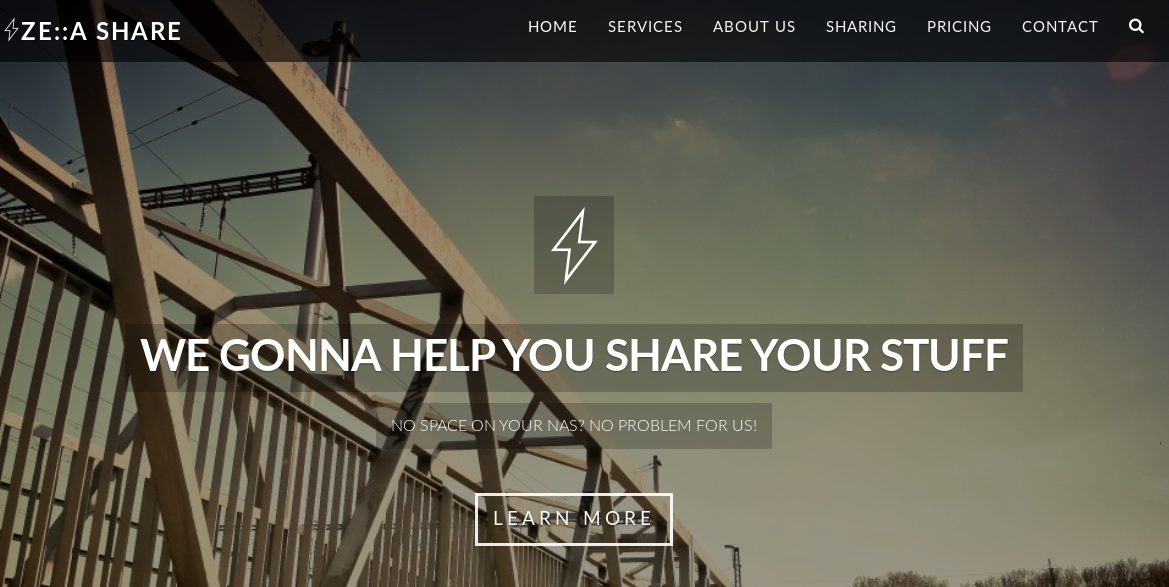 ZE::A SHARE
HOME SERVICES ABOUT US SHARING PRICING CONTACT
WE GONNA HELP YOU SHARE YOUR STUFF
NO SPACE ON YOUR NAS? NO PROBLEM FOR US!
LEARN MORE